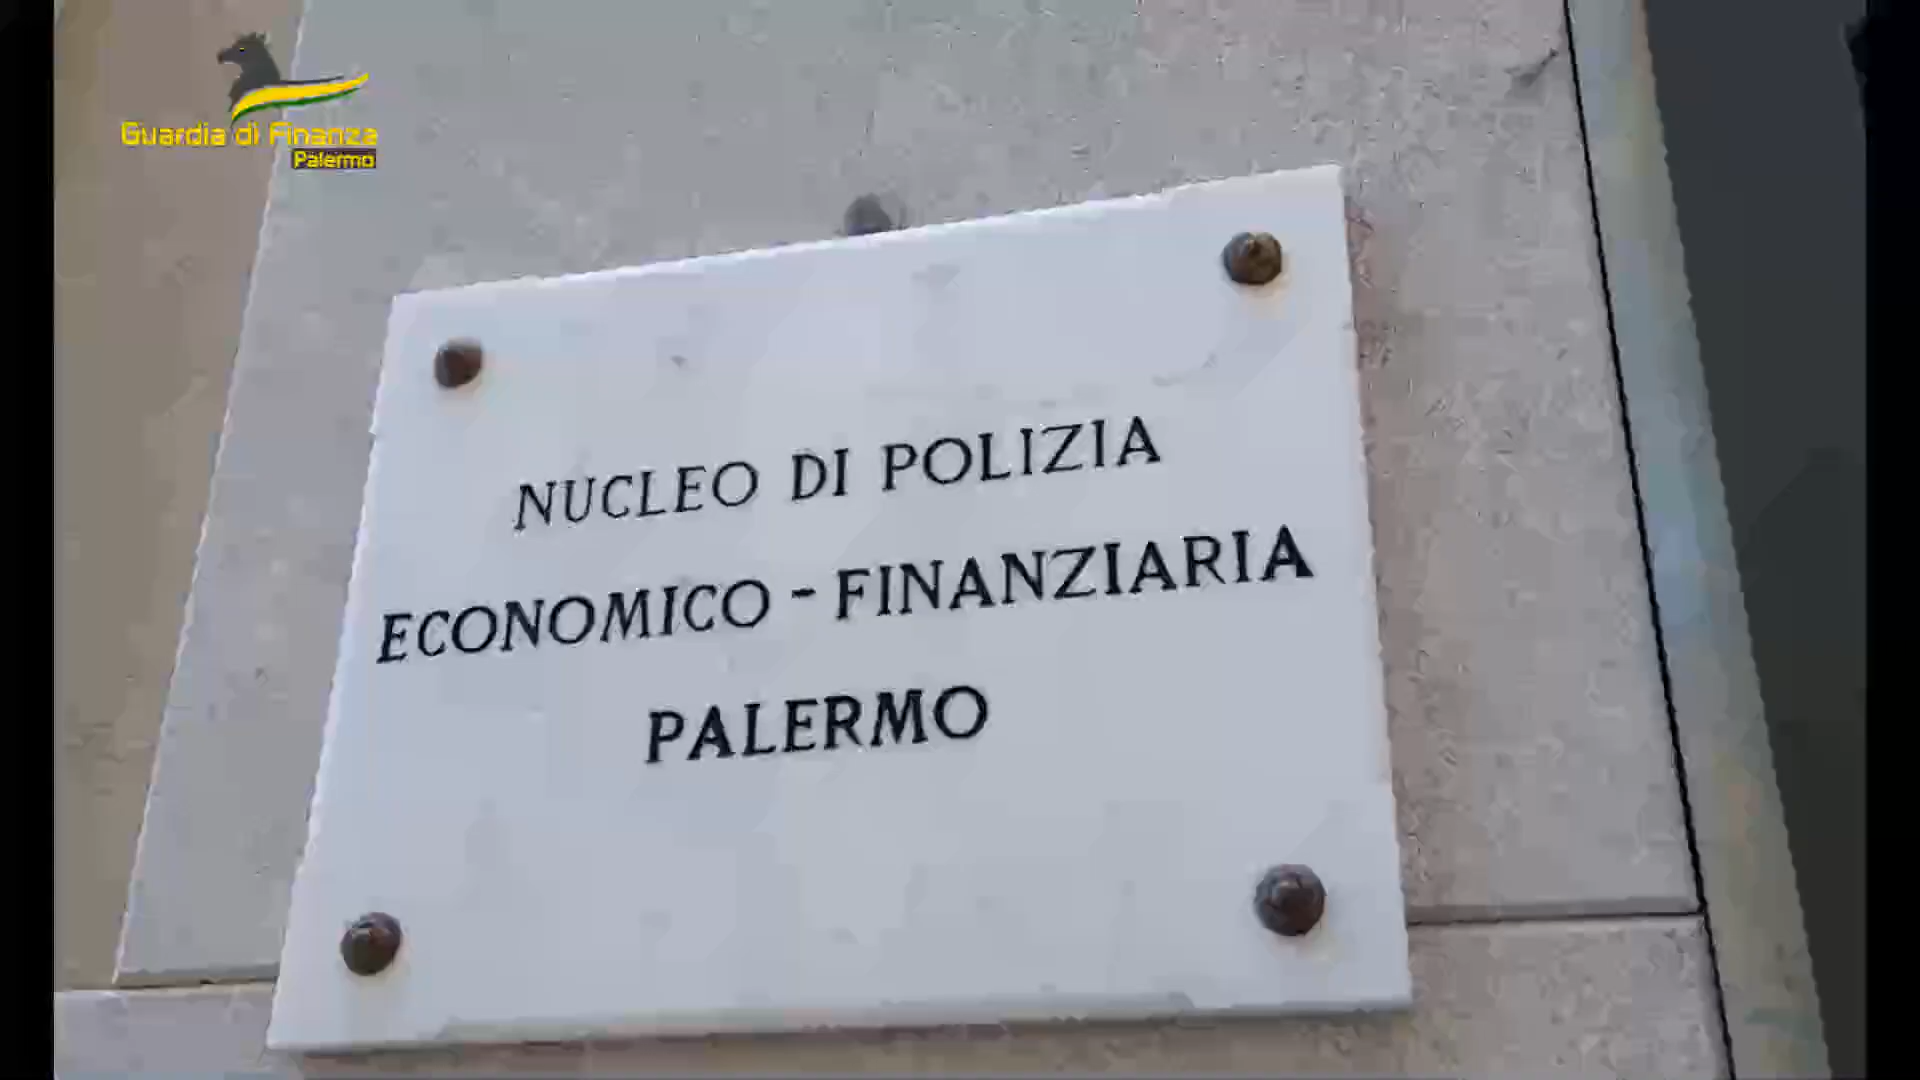 Guardia di Finanza
Palermo
NUCLEO DI POLIZIA
ECONOMICO - FINANZIARIA
PALERMO